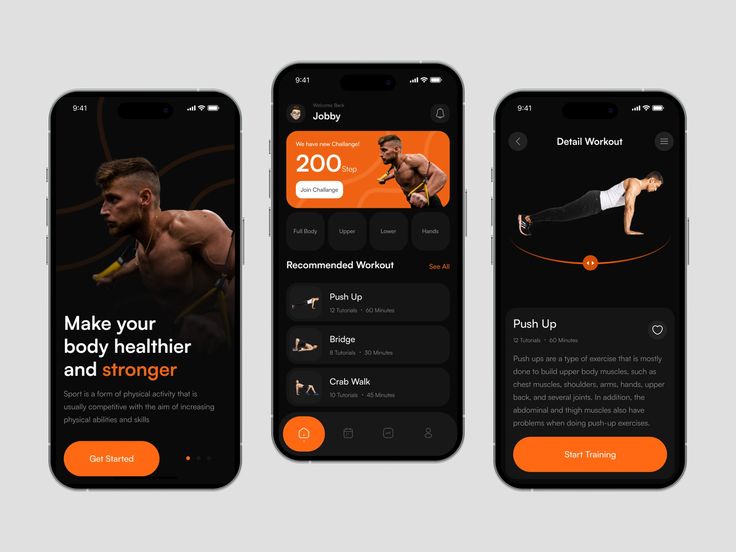 9:41
Make your
body healthier
and stronger
Sport is a form of physical activity that is
usually competitive with the aim of increasing
physical abilities and skills
Get Started
9:41
Welcome Back
Jobby
We have new Challange!
200 Step
Join Challange
Full Body
Upper
Lower
Hands
Recommended Workout
See All
Push Up
12 Tutorials • 60 Minutes
Bridge
8 Tutorials • 30 Minutes
Crab Walk
10 Tutorials • 45 Minutes
9:41
Detail Workout
Push Up
12 Tutorials • 60 Minutes
Push ups are a type of exercise that is mostly
done to build upper body muscles, such as
chest muscles, shoulders, arms, hands, upper
back, and several joints. In addition, the
abdominal and thigh muscles also have
problems when doing push-up exercises.
Start Training